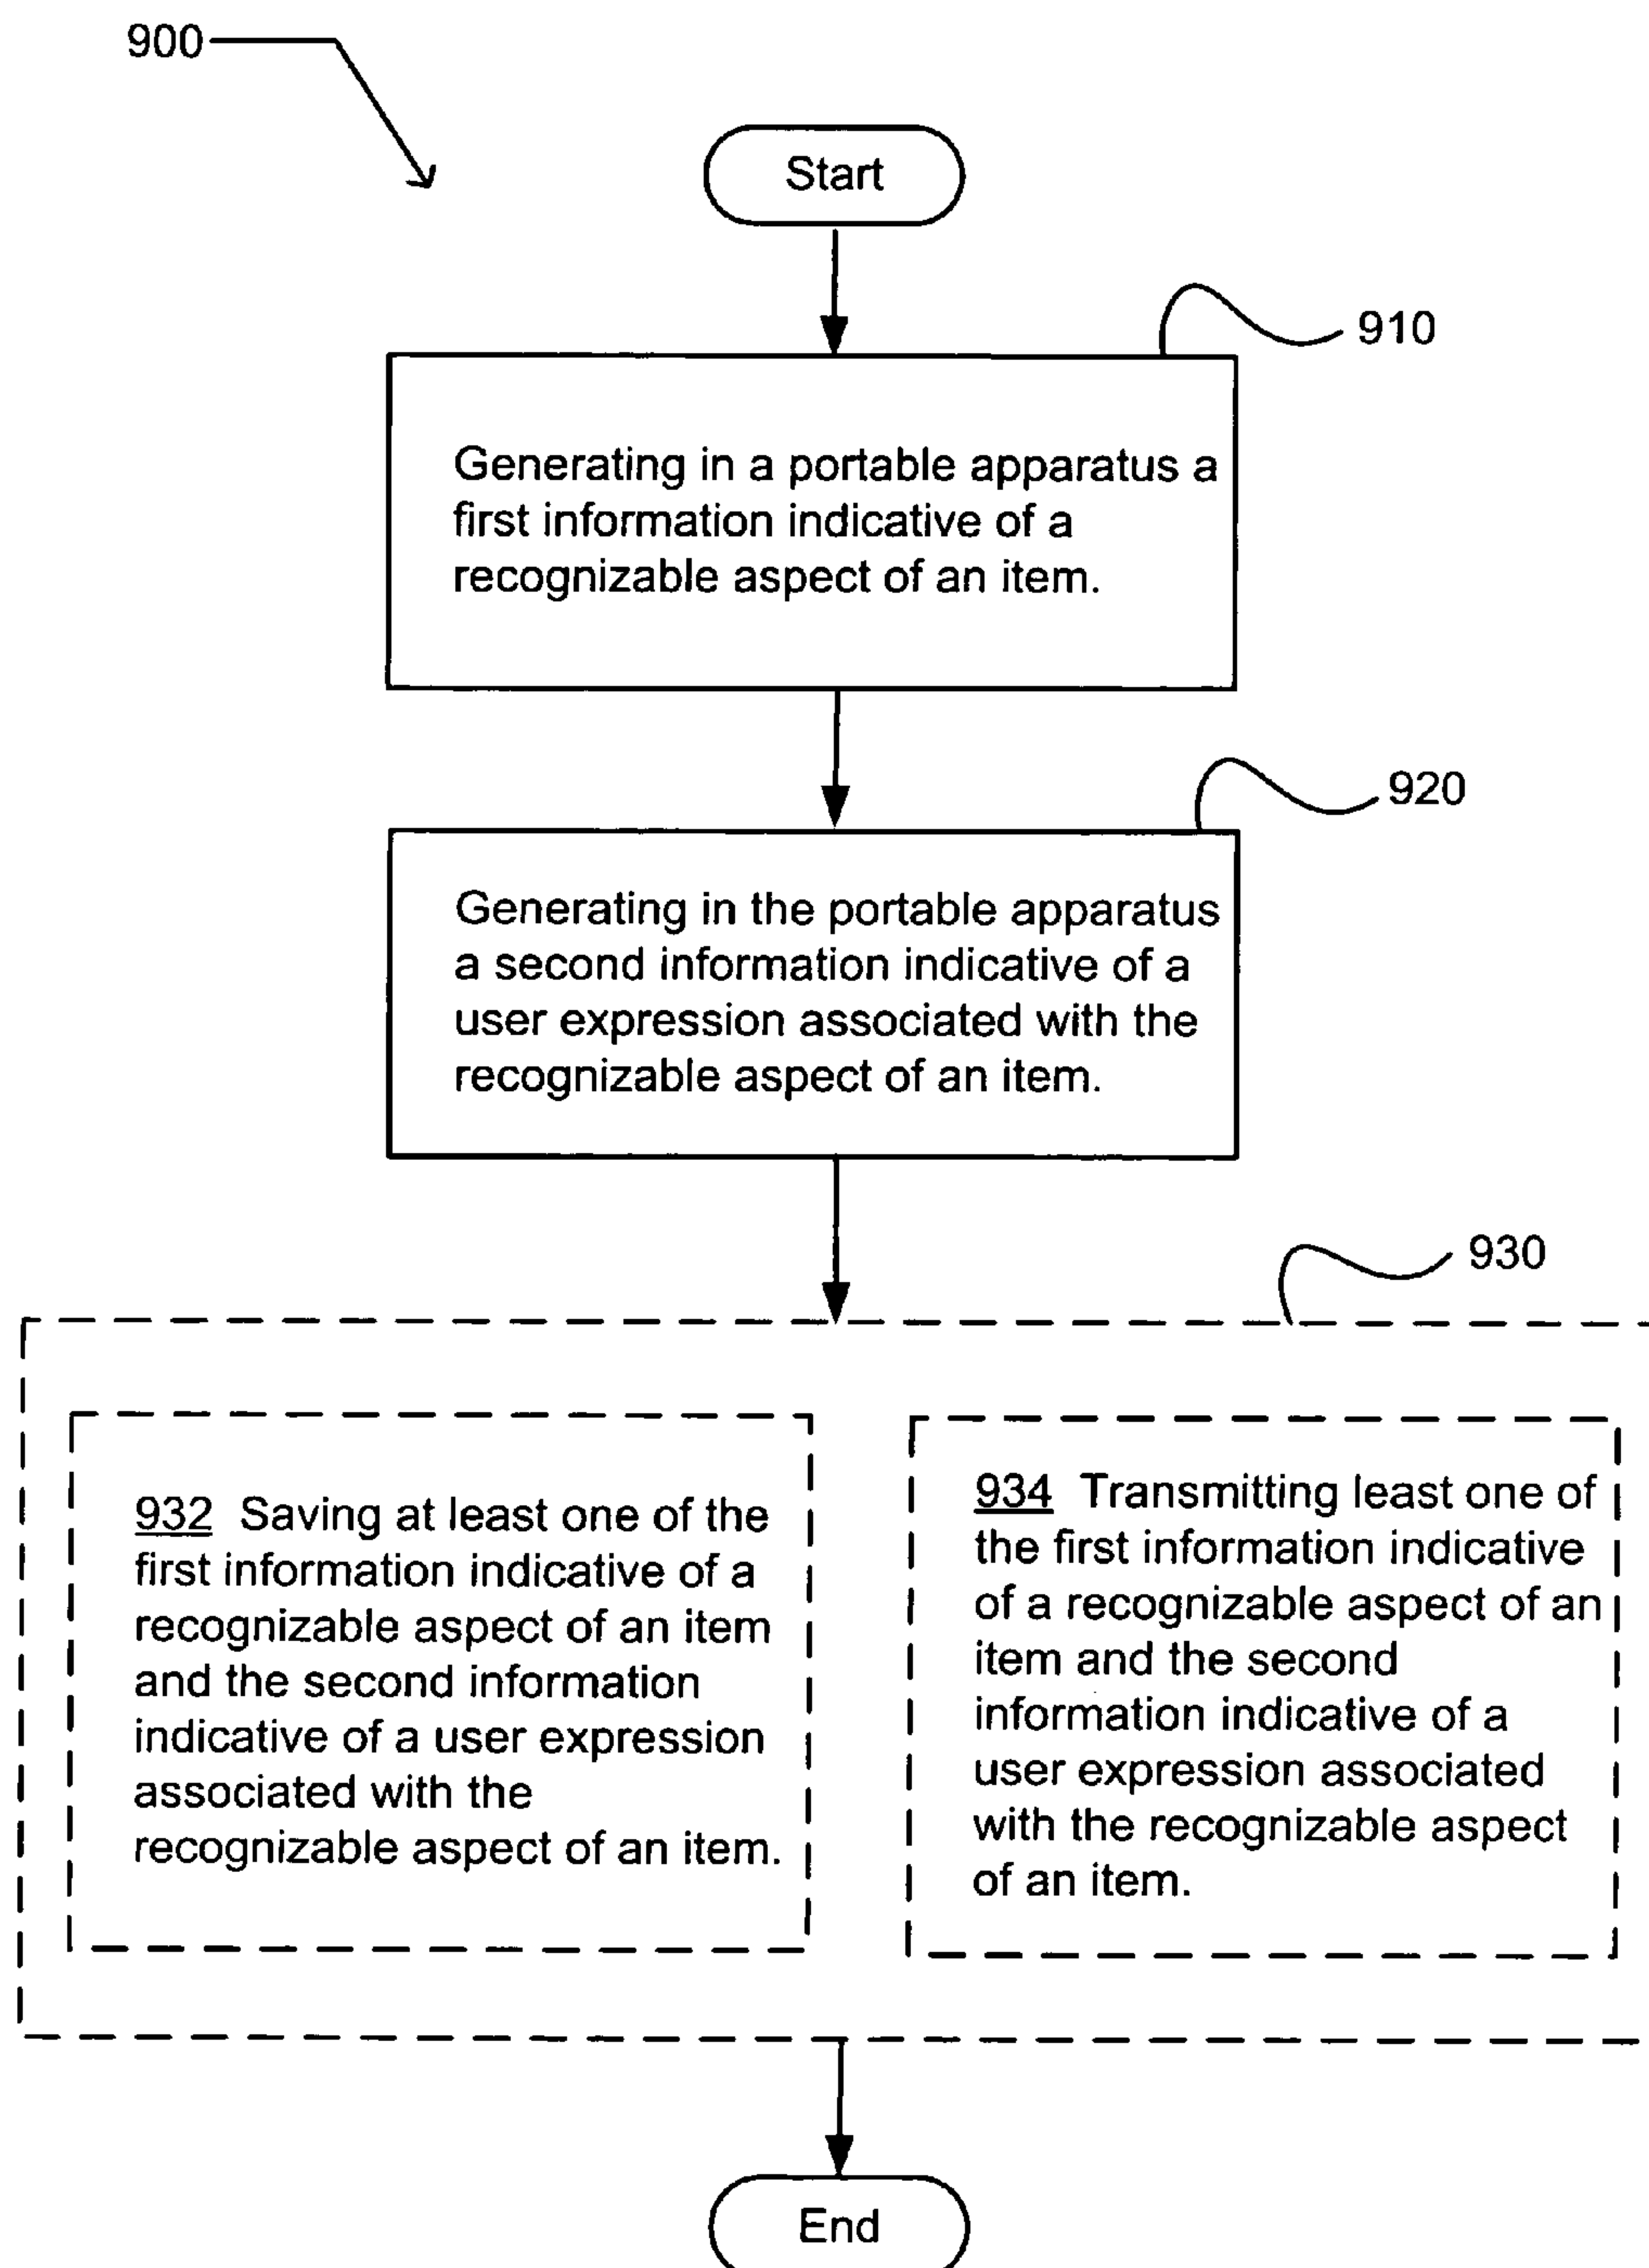 900
Start
910
Generating in a portable apparatus a
first information indicative of a
recognizable aspect of an item.
920
Generating in the portable apparatus
a second information indicative of a
user expression associated with the
recognizable aspect of an item.
930
932 Saving at least one of the
first information indicative of a
recognizable aspect of an item
and the second information
indicative of a user expression
associated with the
recognizable aspect of an item.
934 Transmitting least one of
the first information indicative
of a recognizable aspect of an
item and the second
information indicative of a
user expression associated
with the recognizable aspect
of an item.
End